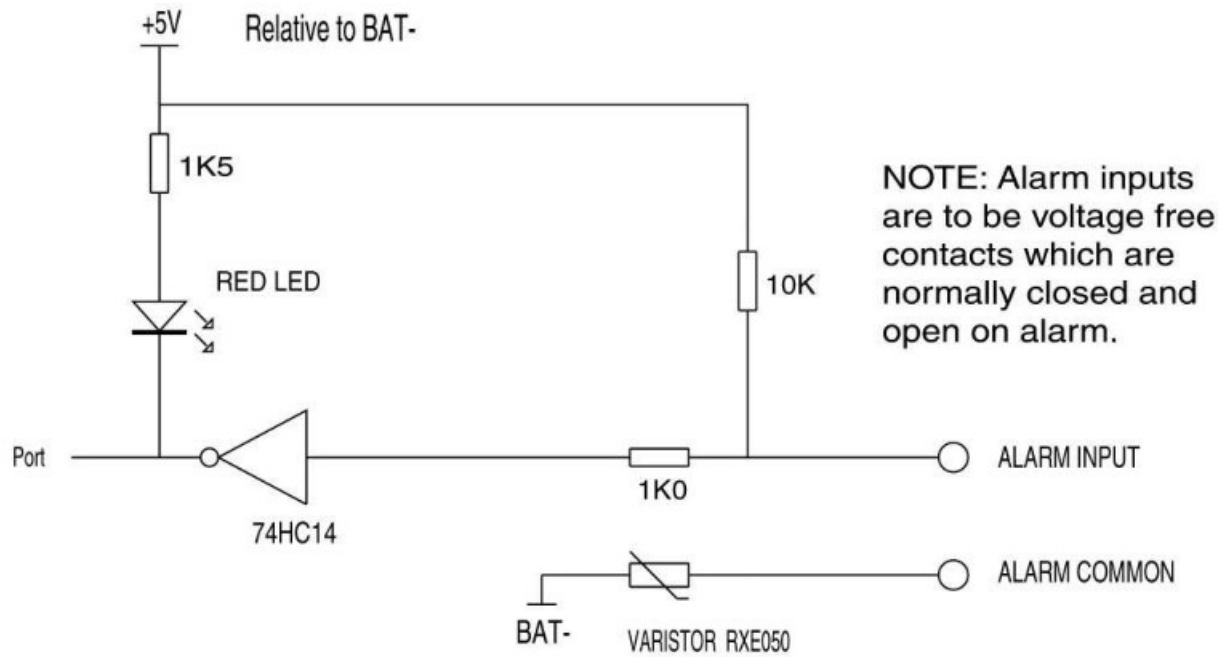 +5V
Relative to BAT-
1K5
NOTE: Alarm inputs
are to be voltage free
contacts which are
normally closed and
open on alarm.
RED LED
10K
Port
ALARM INPUT
1K0
74HC14
ALARM COMMON
BAT-
VARISTOR RXE050